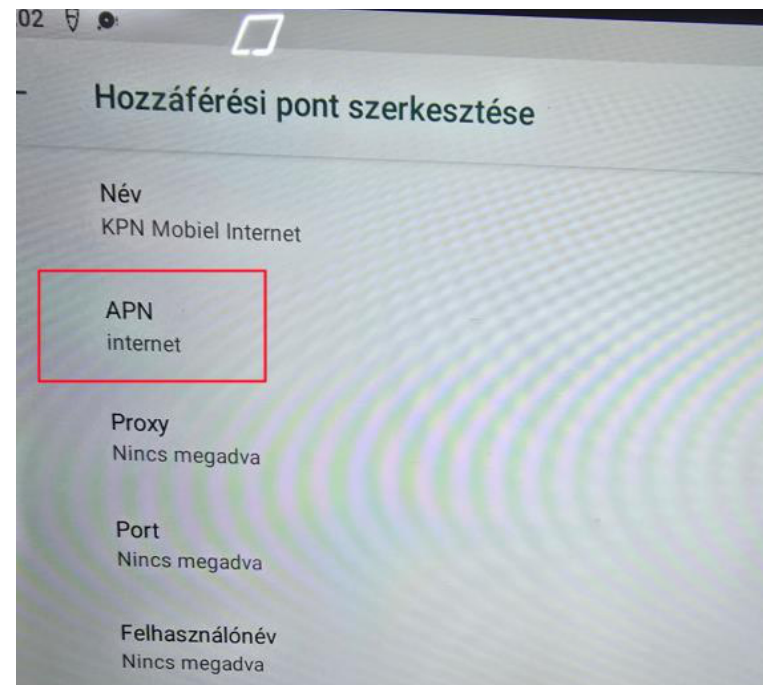 02
Hozzáférési pont szerkesztése
Név
KPN Mobiel Internet
APN
internet
Proxy
Nincs megadva
Port
Nincs megadva
Felhasználónév
Nincs megadva